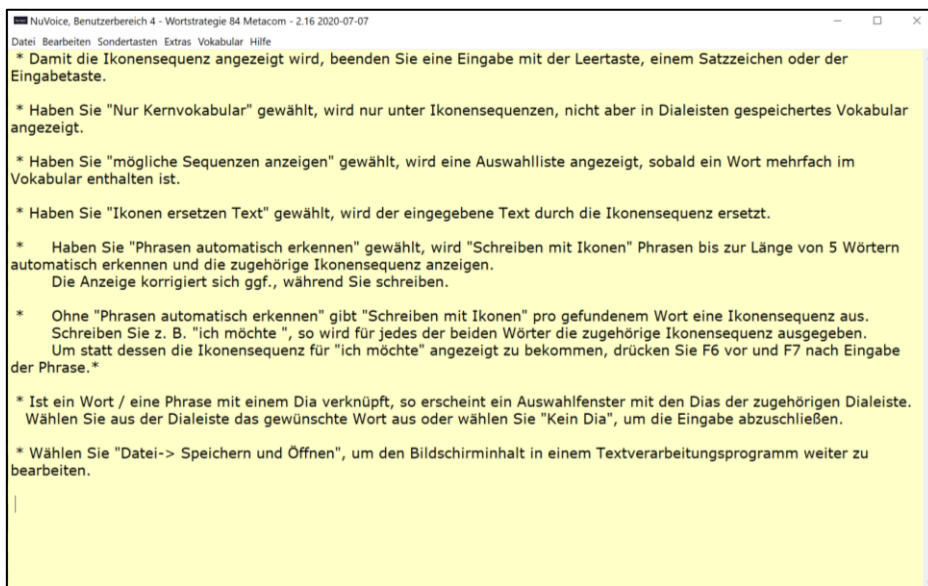 NuVoice, Benutzerbereich 4 - Wortstrategie 84 Metacom - 2.16 2020-07-07
Datei Bearbeiten Sondertasten Extras Vokabular Hilfe
* Damit die Ikonensequenz angezeigt wird, beenden Sie eine Eingabe mit der Leertaste, einem Satzzeichen oder der
Eingabetaste.
* Haben Sie "Nur Kernvokabular" gewählt, wird nur unter Ikonensequenzen, nicht aber in Dialeisten gespeichertes Vokabular
angezeigt.
* Haben Sie "mögliche Sequenzen anzeigen" gewählt, wird eine Auswahlliste angezeigt, sobald ein Wort mehrfach im
Vokabular enthalten ist.
* Haben Sie "Ikonen ersetzen Text" gewählt, wird der eingegebene Text durch die Ikonensequenz ersetzt.
* Haben Sie "Phrasen automatisch erkennen" gewählt, wird "Schreiben mit Ikonen" Phrasen bis zur Länge von 5 Wörtern
automatisch erkennen und die zugehörige Ikonensequenz anzeigen.
Die Anzeige korrigiert sich ggf., während Sie schreiben.
* Ohne "Phrasen automatisch erkennen" gibt "Schreiben mit Ikonen" pro gefundenem Wort eine Ikonensequenz aus.
Schreiben Sie z. B. "ich möchte ", so wird für jedes der beiden Wörter die zugehörige Ikonensequenz ausgegeben.
Um statt dessen die Ikonensequenz für "ich möchte" angezeigt zu bekommen, drücken Sie F6 vor und F7 nach Eingabe
der Phrase.*
* Ist ein Wort / eine Phrase mit einem Dia verknüpft, so erscheint ein Auswahlfenster mit den Dias der zugehörigen Dialeiste.
Wählen Sie aus der Dialeiste das gewünschte Wort aus oder wählen Sie "Kein Dia", um die Eingabe abzuschließen.
* Wählen Sie "Datei-> Speichern und Öffnen", um den Bildschirminhalt in einem Textverarbeitungsprogramm weiter zu
bearbeiten.